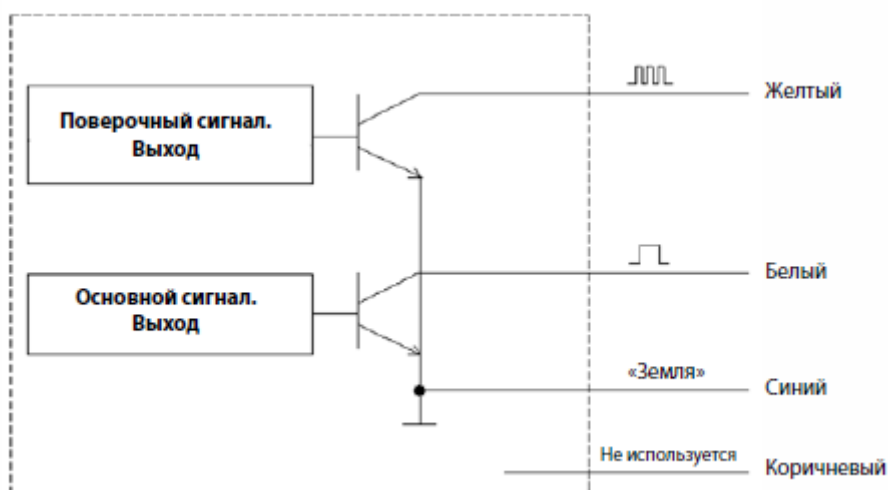 Поверочный сигнал.
Выход
Желтый
Основной сигнал.
Выход
Белый
«Земля»
Синий
Не используется
Коричневый